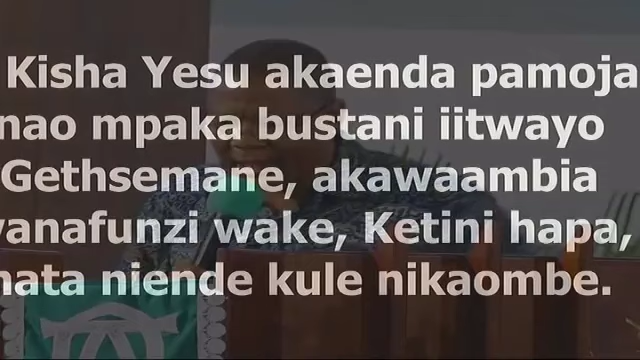 Kisha Yesu akaenda pamoja
nao mpaka bustani iitwayo
Gethsemane, akawaambia
wanafunzi wake, Ketini hapa,
hata niende kule nikaombe.